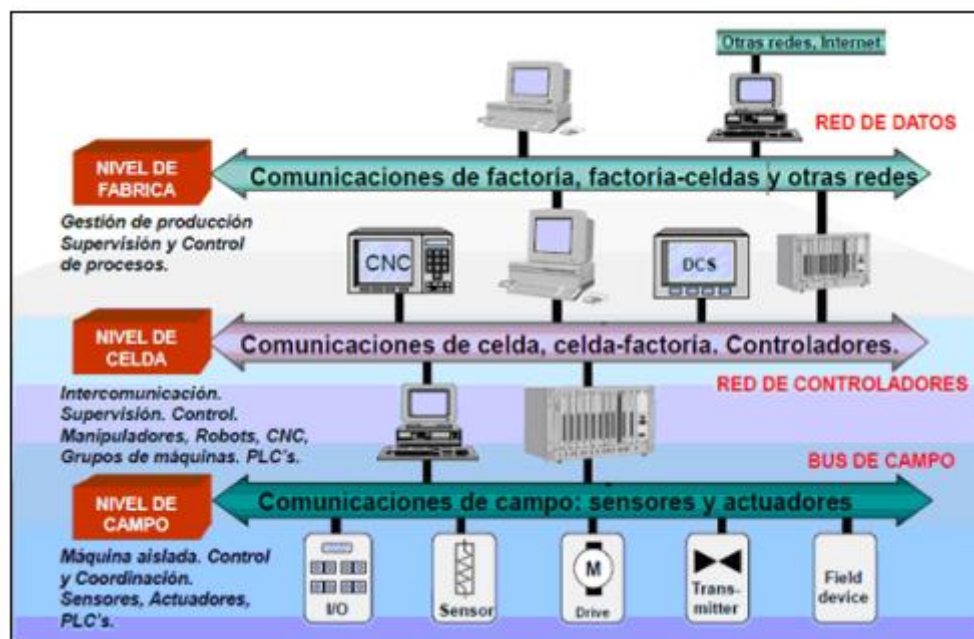 Otras redes, Internet
RED DE DATOS
NIVEL DE
FABRICA
Comunicaciones de factoría, factoría-celdas y otras redes
Gestión de producción
Supervisión y Control
de procesos.
CNC
DCS
NIVEL DE
CELDA
Comunicaciones de celda, celda-factoría. Controladores.
RED DE CONTROLADORES
Intercomunicación.
Supervisión. Control.
Manipuladores, Robots, CNC,
Grupos de máquinas. PLC's.
BUS DE CAMPO
NIVEL DE
CAMPO
Comunicaciones de campo: sensores y actuadores
Máquina aislada. Control
y Coordinación.
Sensores, Actuadores,
PLC's.
I/O
Sensor
M
Drive
Trans-
mitter
Field
device